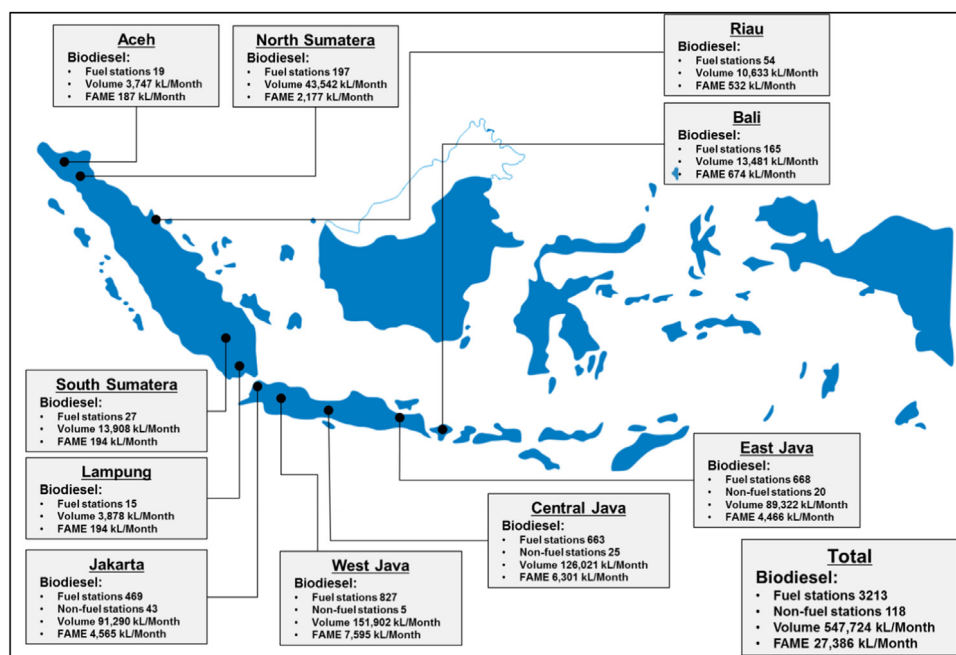 Aceh
Biodiesel:
• Fuel stations 19
• Volume 3,747 kL/Month
• FAME 187 kL/Month
North Sumatera
Biodiesel:
• Fuel stations 197
• Volume 43,542 kL/Month
• FAME 2,177 kL/Month
Riau
Biodiesel:
• Fuel stations 54
• Volume 10,633 kL/Month
• FAME 532 kL/Month
Bali
Biodiesel:
• Fuel stations 165
• Volume 13,481 kL/Month
• FAME 674 kL/Month
South Sumatera
Biodiesel:
• Fuel stations 27
• Volume 13,908 kL/Month
• FAME 194 kL/Month
Lampung
Biodiesel:
• Fuel stations 15
• Volume 3,878 kL/Month
• FAME 194 kL/Month
Jakarta
Biodiesel:
• Fuel stations 469
• Non-fuel stations 43
• Volume 91,290 kL/Month
• FAME 4,565 kL/Month
West Java
Biodiesel:
• Fuel stations 827
• Non-fuel stations 5
• Volume 151,902 kL/Month
• FAME 7,595 kL/Month
Central Java
Biodiesel:
• Fuel stations 663
• Non-fuel stations 25
• Volume 126,021 kL/Month
• FAME 6,301 kL/Month
East Java
Biodiesel:
• Fuel stations 668
• Non-fuel stations 20
• Volume 89,322 kL/Month
• FAME 4,466 kL/Month
Total
Biodiesel:
• Fuel stations 3213
• Non-fuel stations 118
• Volume 547,724 kL/Month
• FAME 27,386 kL/Month